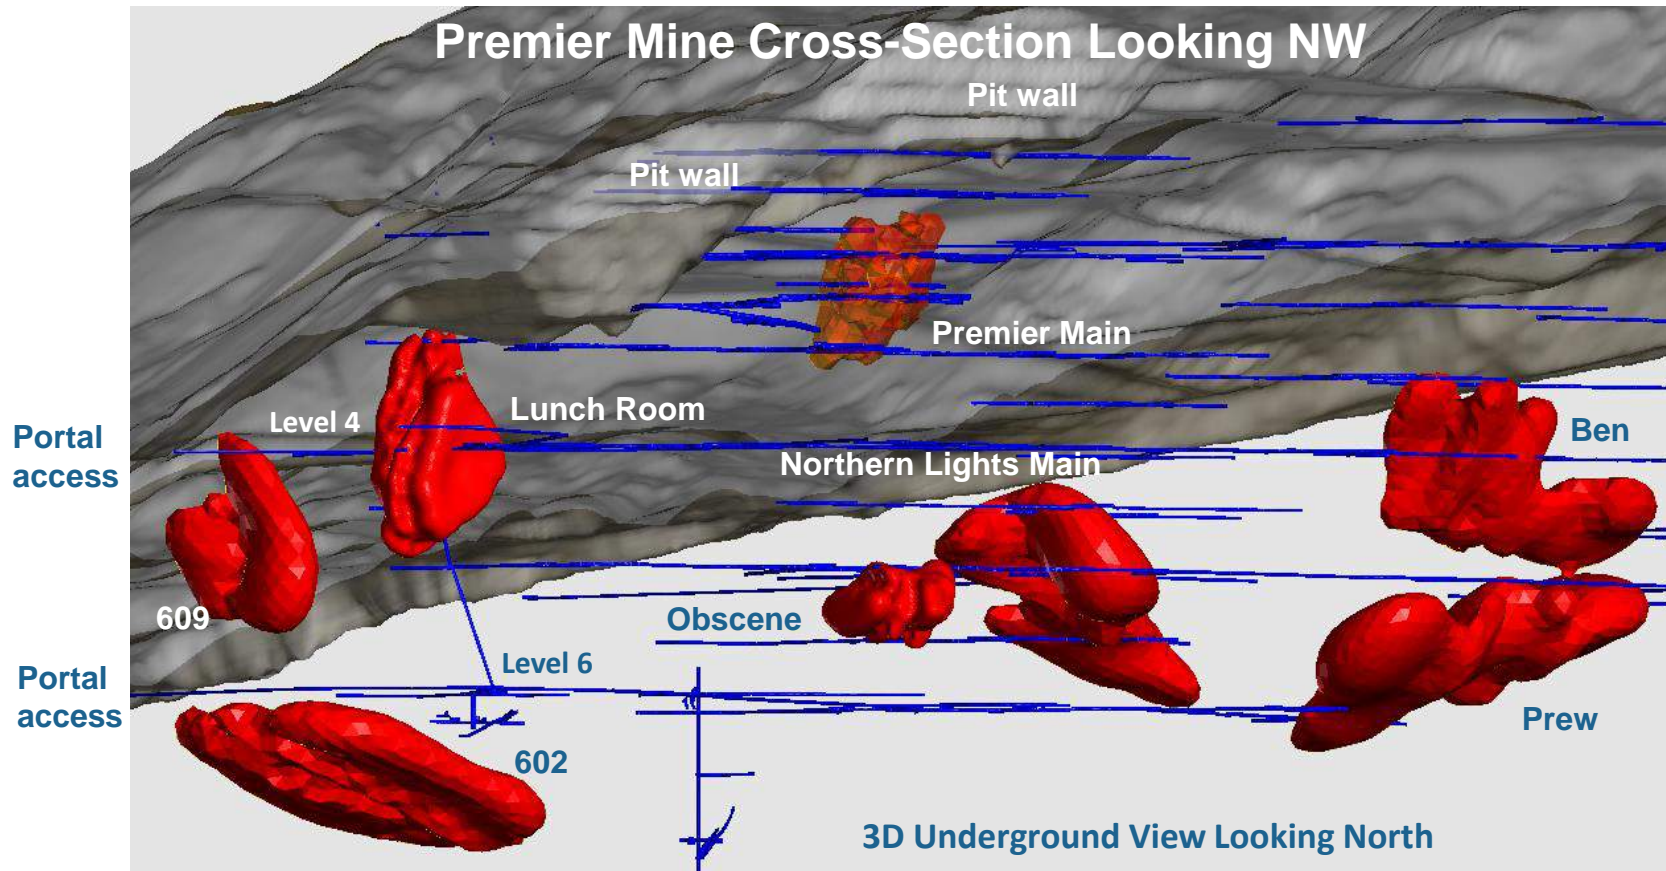 Premier Mine Cross-Section Looking NW
Pit wall
Pit wall
Premier Main
Level 4
Lunch Room
Ben
Portal
access
Northern Lights Main
609
Obscene
Level 6
Portal
access
Prew
602
3D Underground View Looking North